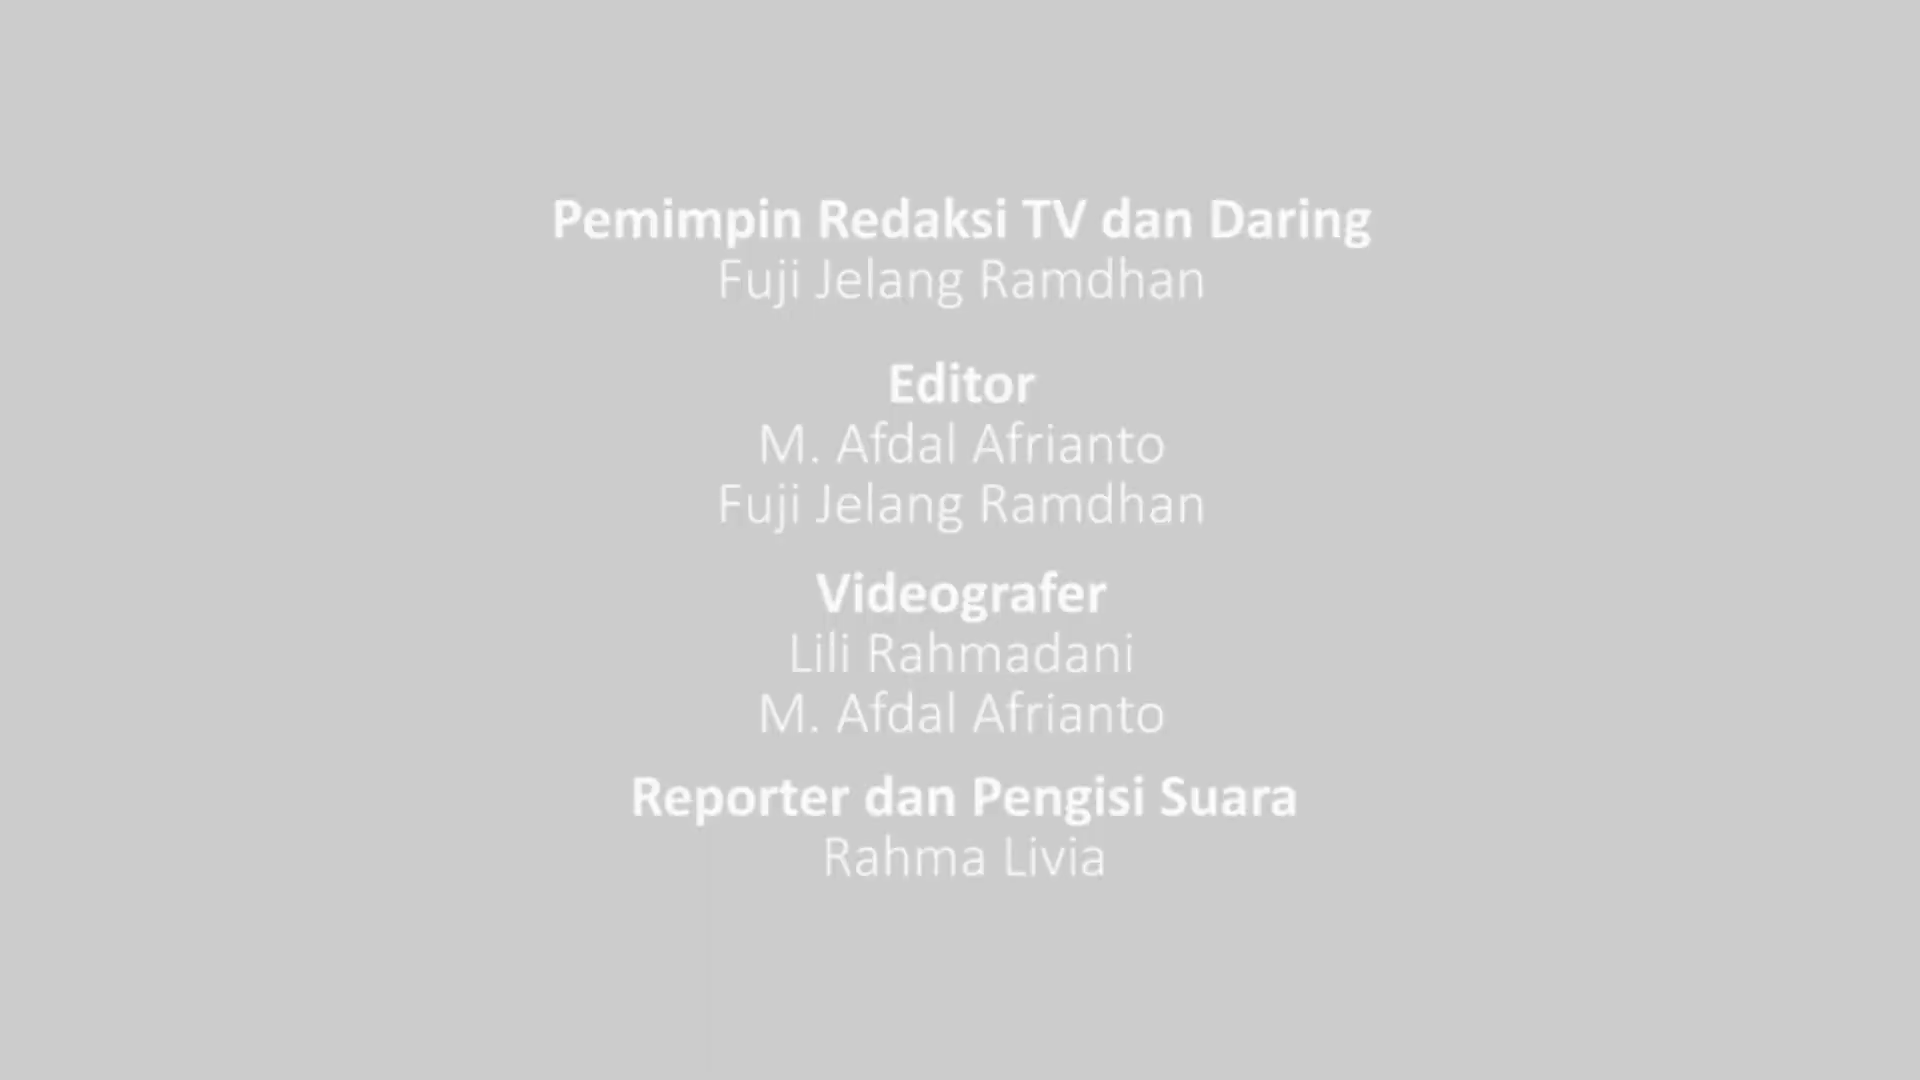 Pemimpin Redaksi TV dan Daring
Fuji Jelang Ramdhan
Editor
M. Afdal Afrianto
Fuji Jelang Ramdhan
Videografer
Lili Rahmadani
M. Afdal Afrianto
Reporter dan Pengisi Suara
Rahma Livia